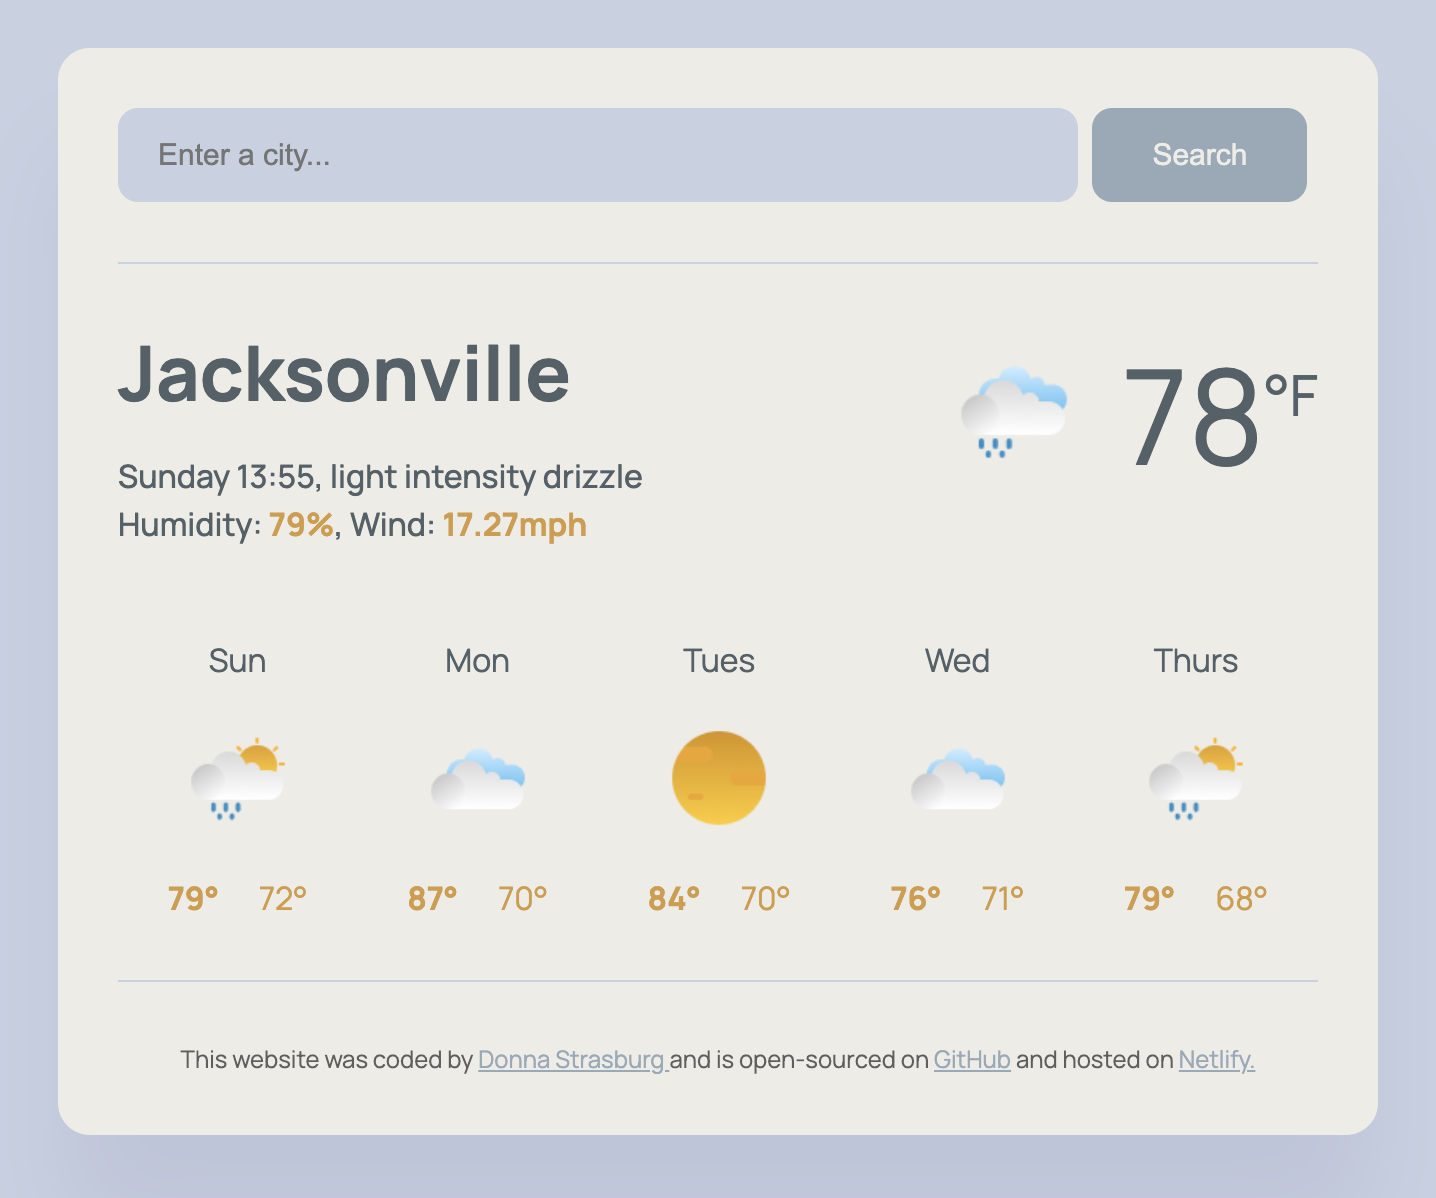 Enter a city...
Search
Jacksonville
78°F
Sunday 13:55, light intensity drizzle
Humidity: 79%, Wind: 17.27mph
Sun Mon Tues Wed Thurs
79° 72° 87° 70° 84° 70° 76° 71° 79° 68°
This website was coded by Donna Strasburg and is open-sourced on GitHub and hosted on Netlify.